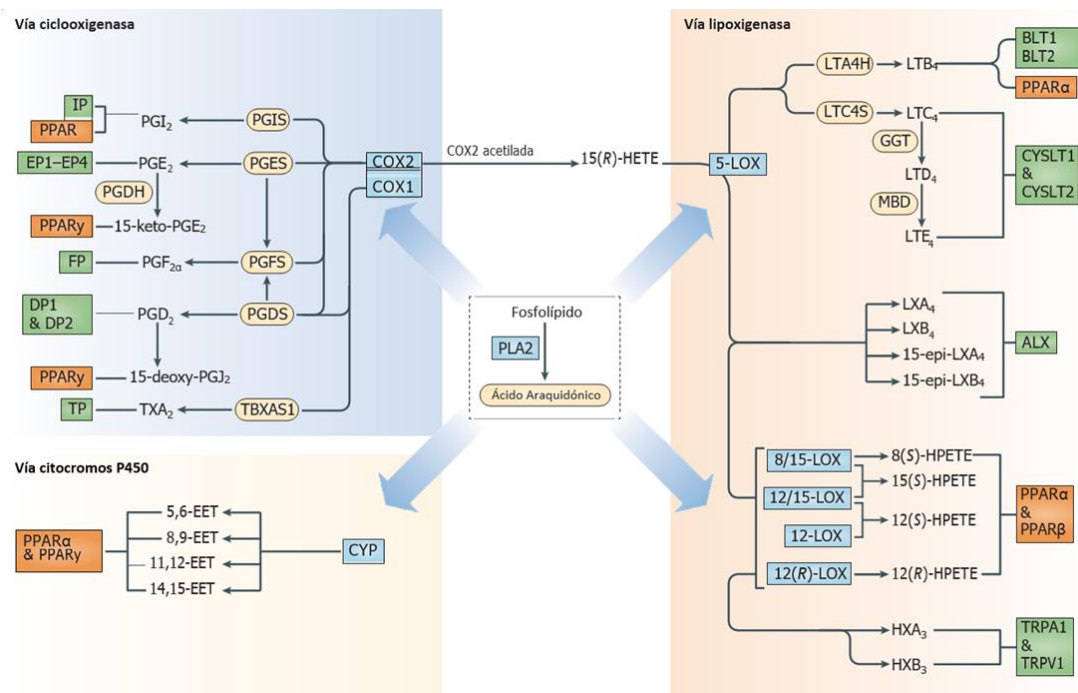 Vía ciclooxigenasa
IP
PPAR
PGI₂
PGIS
EP1–EP4
PGE₂
PGES
COX2
COX1
PGDH
PPARy
15-keto-PGE₂
FP
PGF₂α
PGFS
DP1
& DP2
PGD₂
PGDS
PPARy
15-deoxy-PGJ₂
TP
TXA₂
TBXAS1
COX2 acetilada
15(R)-HETE
Fosfolípido
PLA2
Ácido Araquidónico
Vía citocromos P450
PPARα
& PPARy
5,6-EET
8,9-EET
11,12-EET
14,15-EET
CYP
Vía lipoxigenasa
5-LOX
LTA4H
LTB₄
BLT1
BLT2
PPARα
LTC4S
LTC₄
GGT
LTD₄
MBD
LTE₄
CYSLT1
&
CYSLT2
LXA₄
LXB₄
15-epi-LXA₄
15-epi-LXB₄
ALX
8/15-LOX
8(S)-HPETE
15(S)-HPETE
12/15-LOX
12(S)-HPETE
12-LOX
12(R)-LOX
12(R)-HPETE
PPARα
&
PPARβ
HXA₃
HXB₃
TRPA1
&
TRPV1